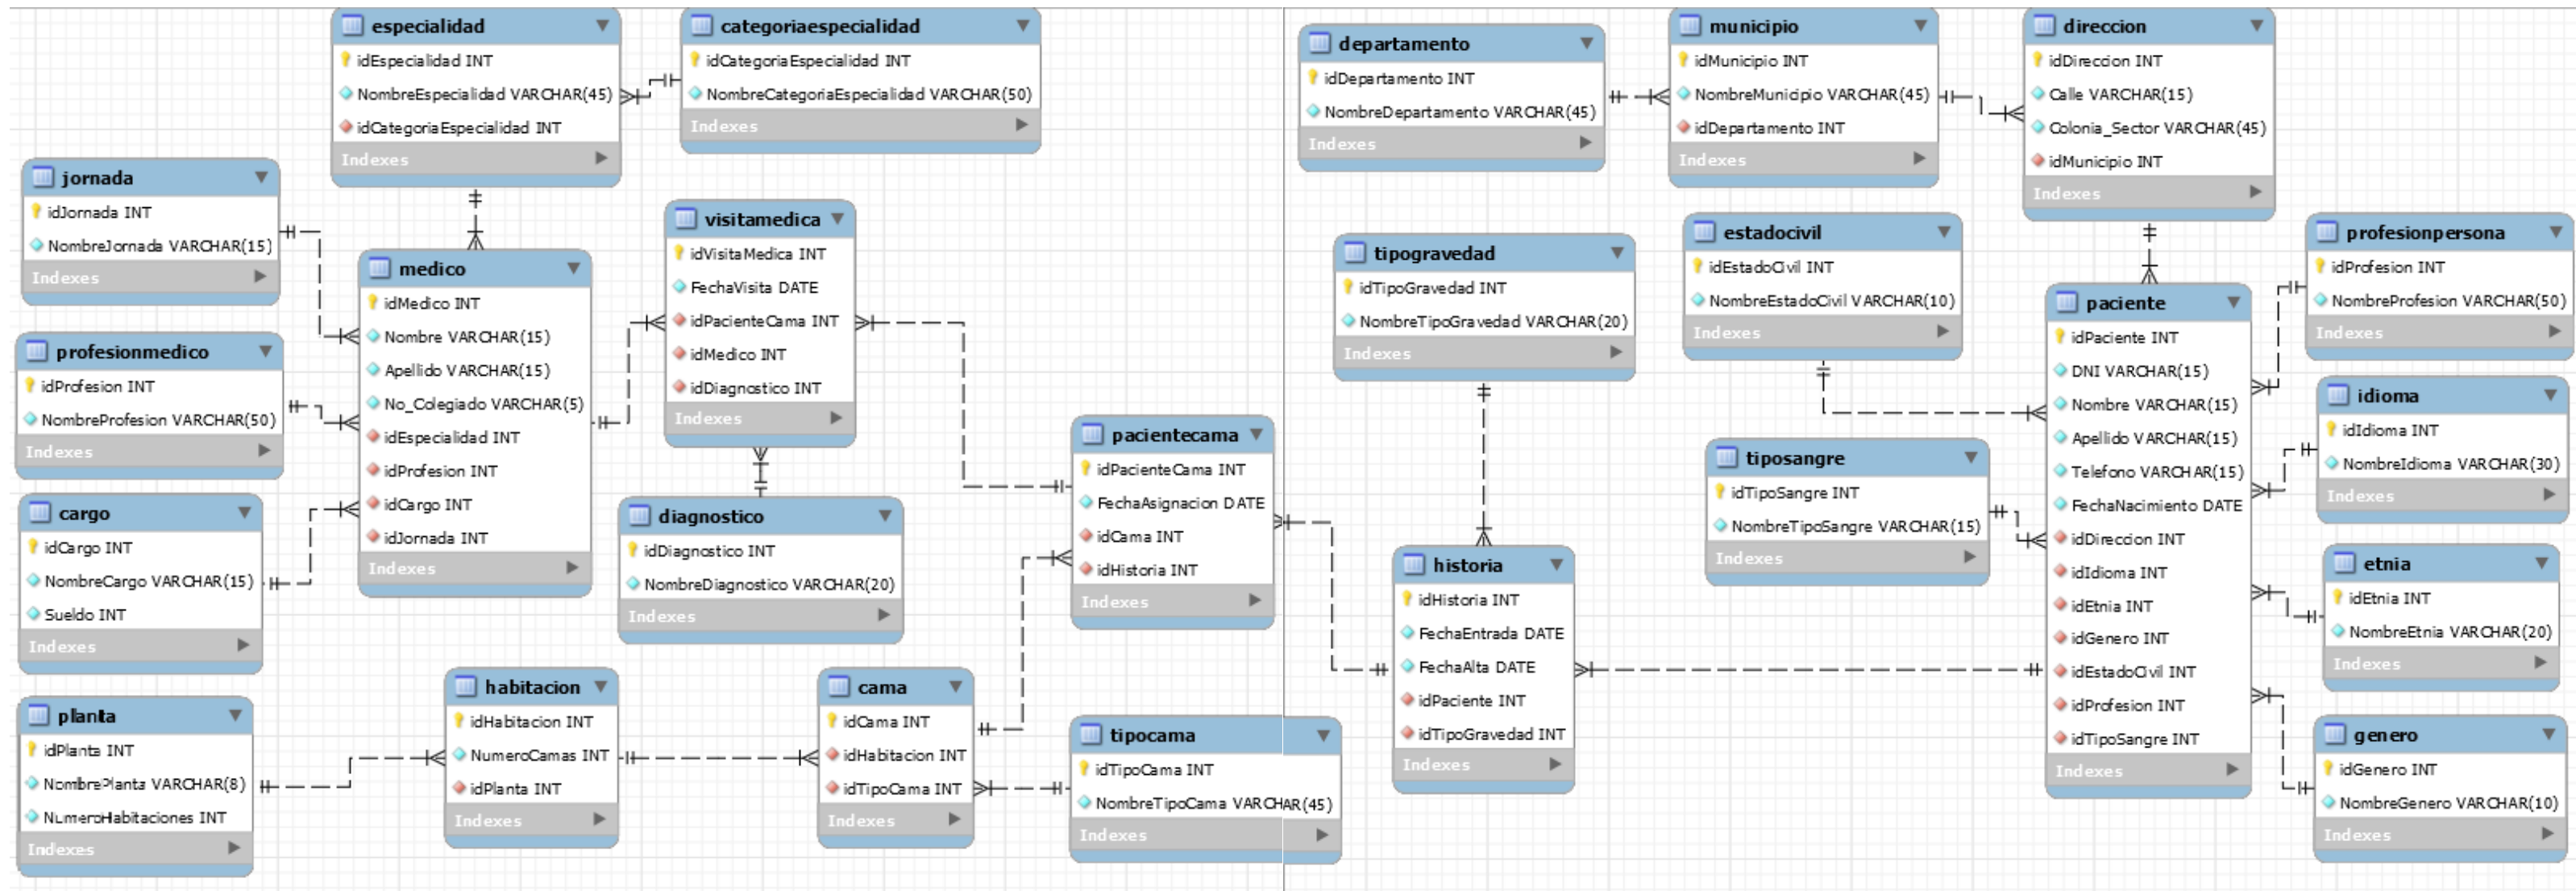 especialidad
idEspecialidad INT
NombreEspecialidad VARCHAR(45)
idCategoriaEspecialidad INT
Indexes
categoriaespecialidad
idCategoriaEspecialidad INT
NombreCategoriaEspecialidad VARCHAR(50)
Indexes
departamento
idDepartamento INT
NombreDepartamento VARCHAR(45)
Indexes
municipio
idMunicipio INT
NombreMunicipio VARCHAR(45)
idDepartamento INT
Indexes
direccion
idDireccion INT
Calle VARCHAR(15)
Colonia_Sector VARCHAR(45)
idMunicipio INT
Indexes
jornada
idJornada INT
NombreJornada VARCHAR(15)
Indexes
medico
idMedico INT
Nombre VARCHAR(15)
Apellido VARCHAR(15)
No_Colegiado VARCHAR(5)
idEspecialidad INT
idProfesion INT
idCargo INT
idJornada INT
Indexes
visitamedica
idVisitaMedica INT
FechaVisita DATE
idPacienteCama INT
idMedico INT
idDiagnostico INT
Indexes
tipogravedad
idTipoGravedad INT
NombreTipoGravedad VARCHAR(20)
Indexes
estadocivil
idEstadoCivil INT
NombreEstadoCivil VARCHAR(10)
Indexes
profesionpersona
idProfesion INT
NombreProfesion VARCHAR(50)
Indexes
paciente
idPaciente INT
DNI VARCHAR(15)
Nombre VARCHAR(15)
Apellido VARCHAR(15)
Telefono VARCHAR(15)
FechaNacimiento DATE
idDireccion INT
idIdioma INT
idEtnia INT
idGenero INT
idEstadoCivil INT
idProfesion INT
idTipoSangre INT
Indexes
profesionmedico
idProfesion INT
NombreProfesion VARCHAR(50)
Indexes
idioma
idIdioma INT
NombreIdioma VARCHAR(30)
Indexes
pacientecama
idPacienteCama INT
FechaAsignacion DATE
idCama INT
idHistoria INT
Indexes
tiposangre
idTipoSangre INT
NombreTipoSangre VARCHAR(15)
Indexes
cargo
idCargo INT
NombreCargo VARCHAR(15)
Sueldo INT
Indexes
diagnostico
idDiagnostico INT
NombreDiagnostico VARCHAR(20)
Indexes
historia
idHistoria INT
FechaEntrada DATE
FechaAlta DATE
idPaciente INT
idTipoGravedad INT
Indexes
etnia
idEtnia INT
NombreEtnia VARCHAR(20)
Indexes
planta
idPlanta INT
NombrePlanta VARCHAR(8)
NumeroHabitaciones INT
Indexes
habitacion
idHabitacion INT
NumeroCamas INT
idPlanta INT
Indexes
cama
idCama INT
idHabitacion INT
idTipoCama INT
Indexes
tipocama
idTipoCama INT
NombreTipoCama VARCHAR(45)
Indexes
genero
idGenero INT
NombreGenero VARCHAR(10)
Indexes